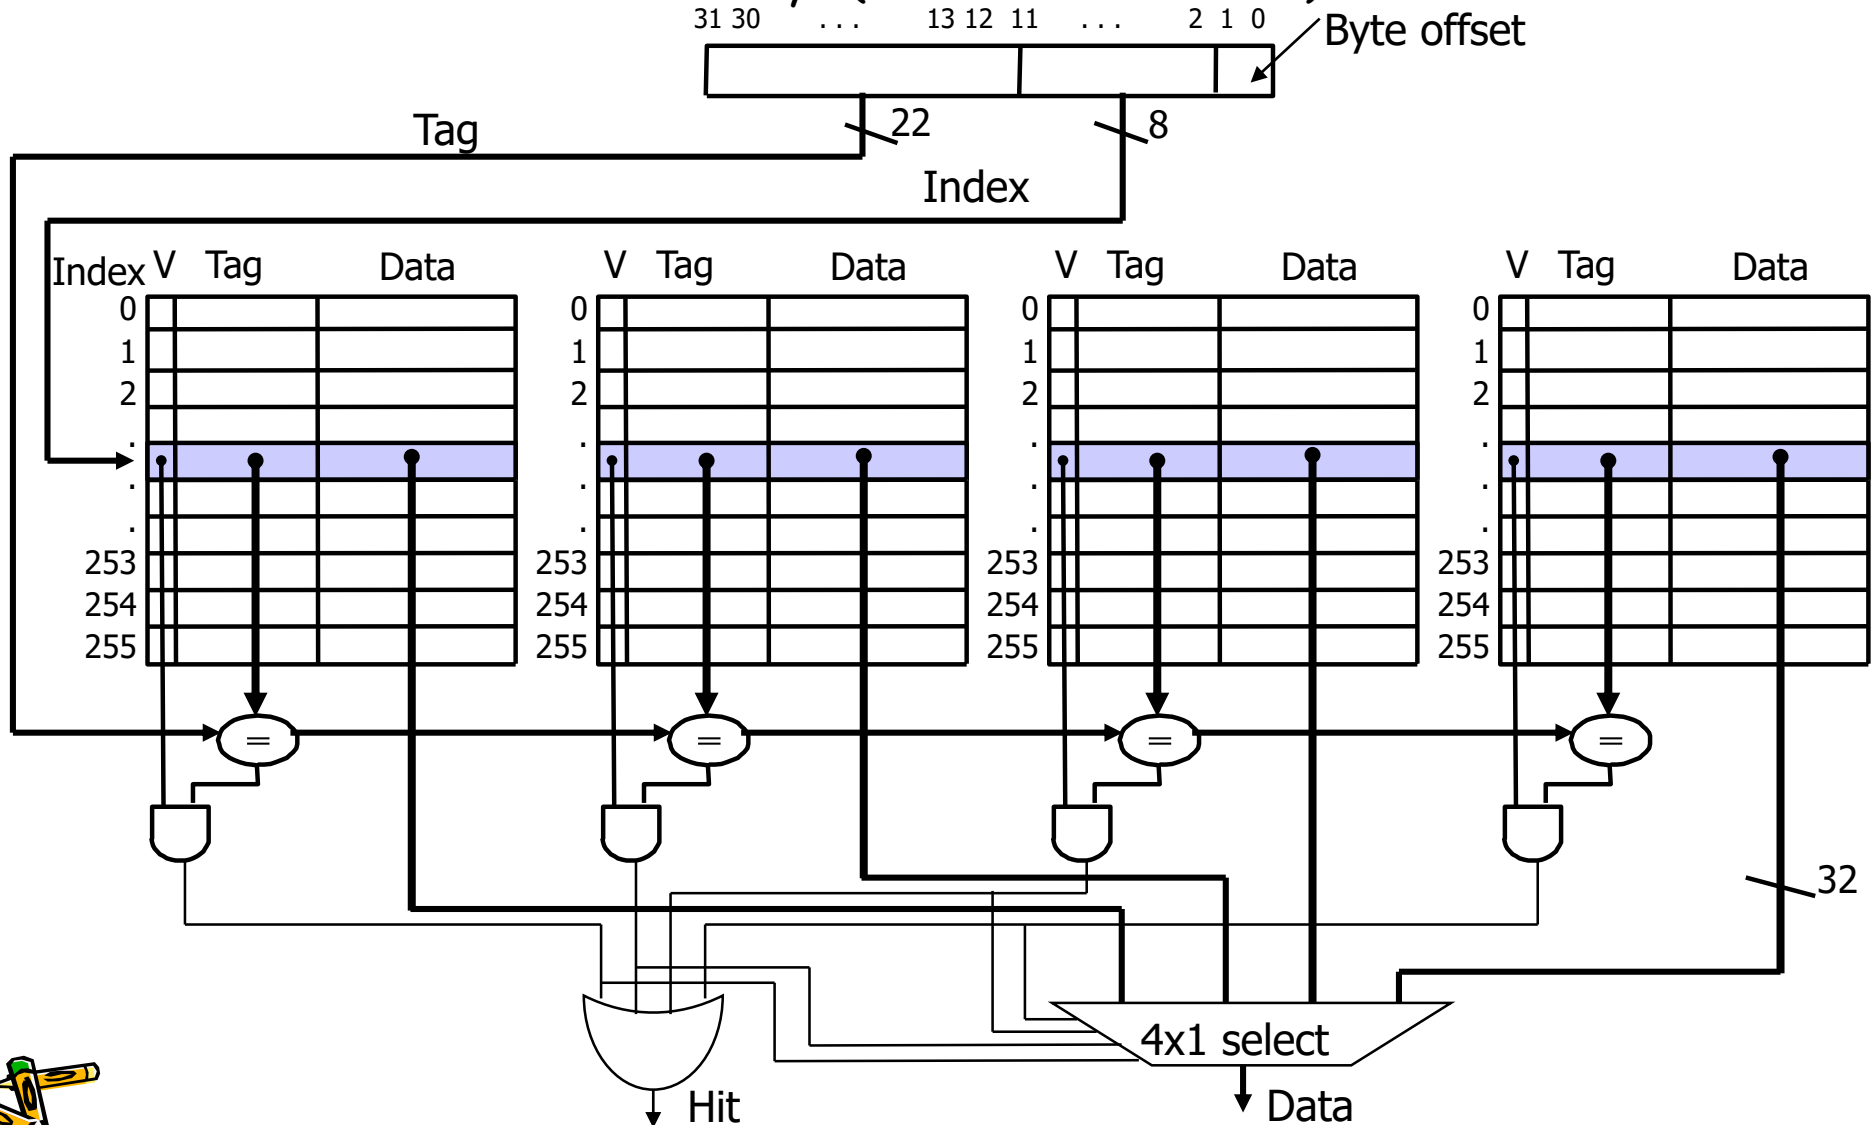 31 30 ... 13 12 11 ... 2 1 0
Byte offset
22
8
Tag
Index
Index V Tag Data V Tag Data V Tag Data V Tag Data
0 0 0 0
1 1 1 1
2 2 2 2
. . . .
. . . .
. . . .
253 253 253 253
254 254 254 254
255 255 255 255
= = = =
32
4x1 select
Hit
Data